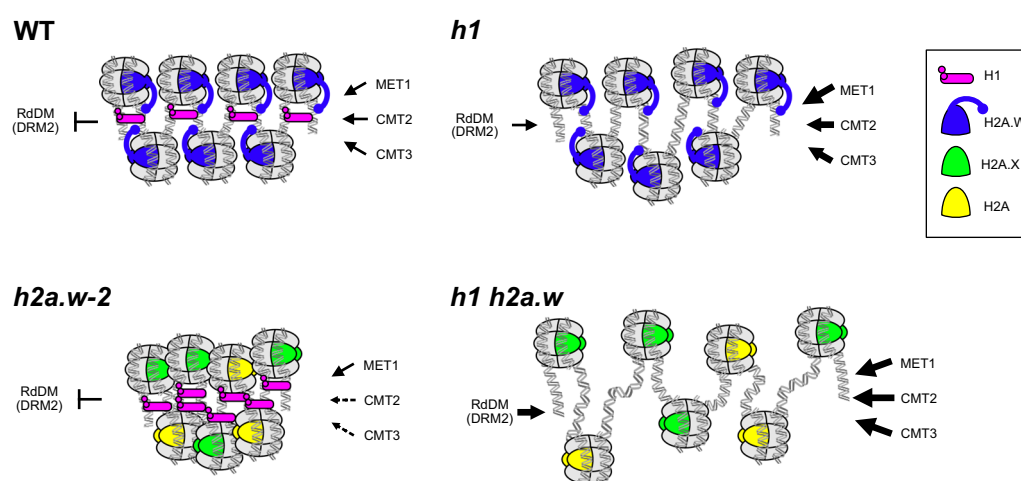 WT
RdDM
(DRM2)
MET1
CMT2
CMT3
h1
RdDM
(DRM2)
MET1
CMT2
CMT3
H1
H2A.W
H2A.X
H2A
h2a.w-2
RdDM
(DRM2)
MET1
CMT2
CMT3
h1 h2a.w
RdDM
(DRM2)
MET1
CMT2
CMT3